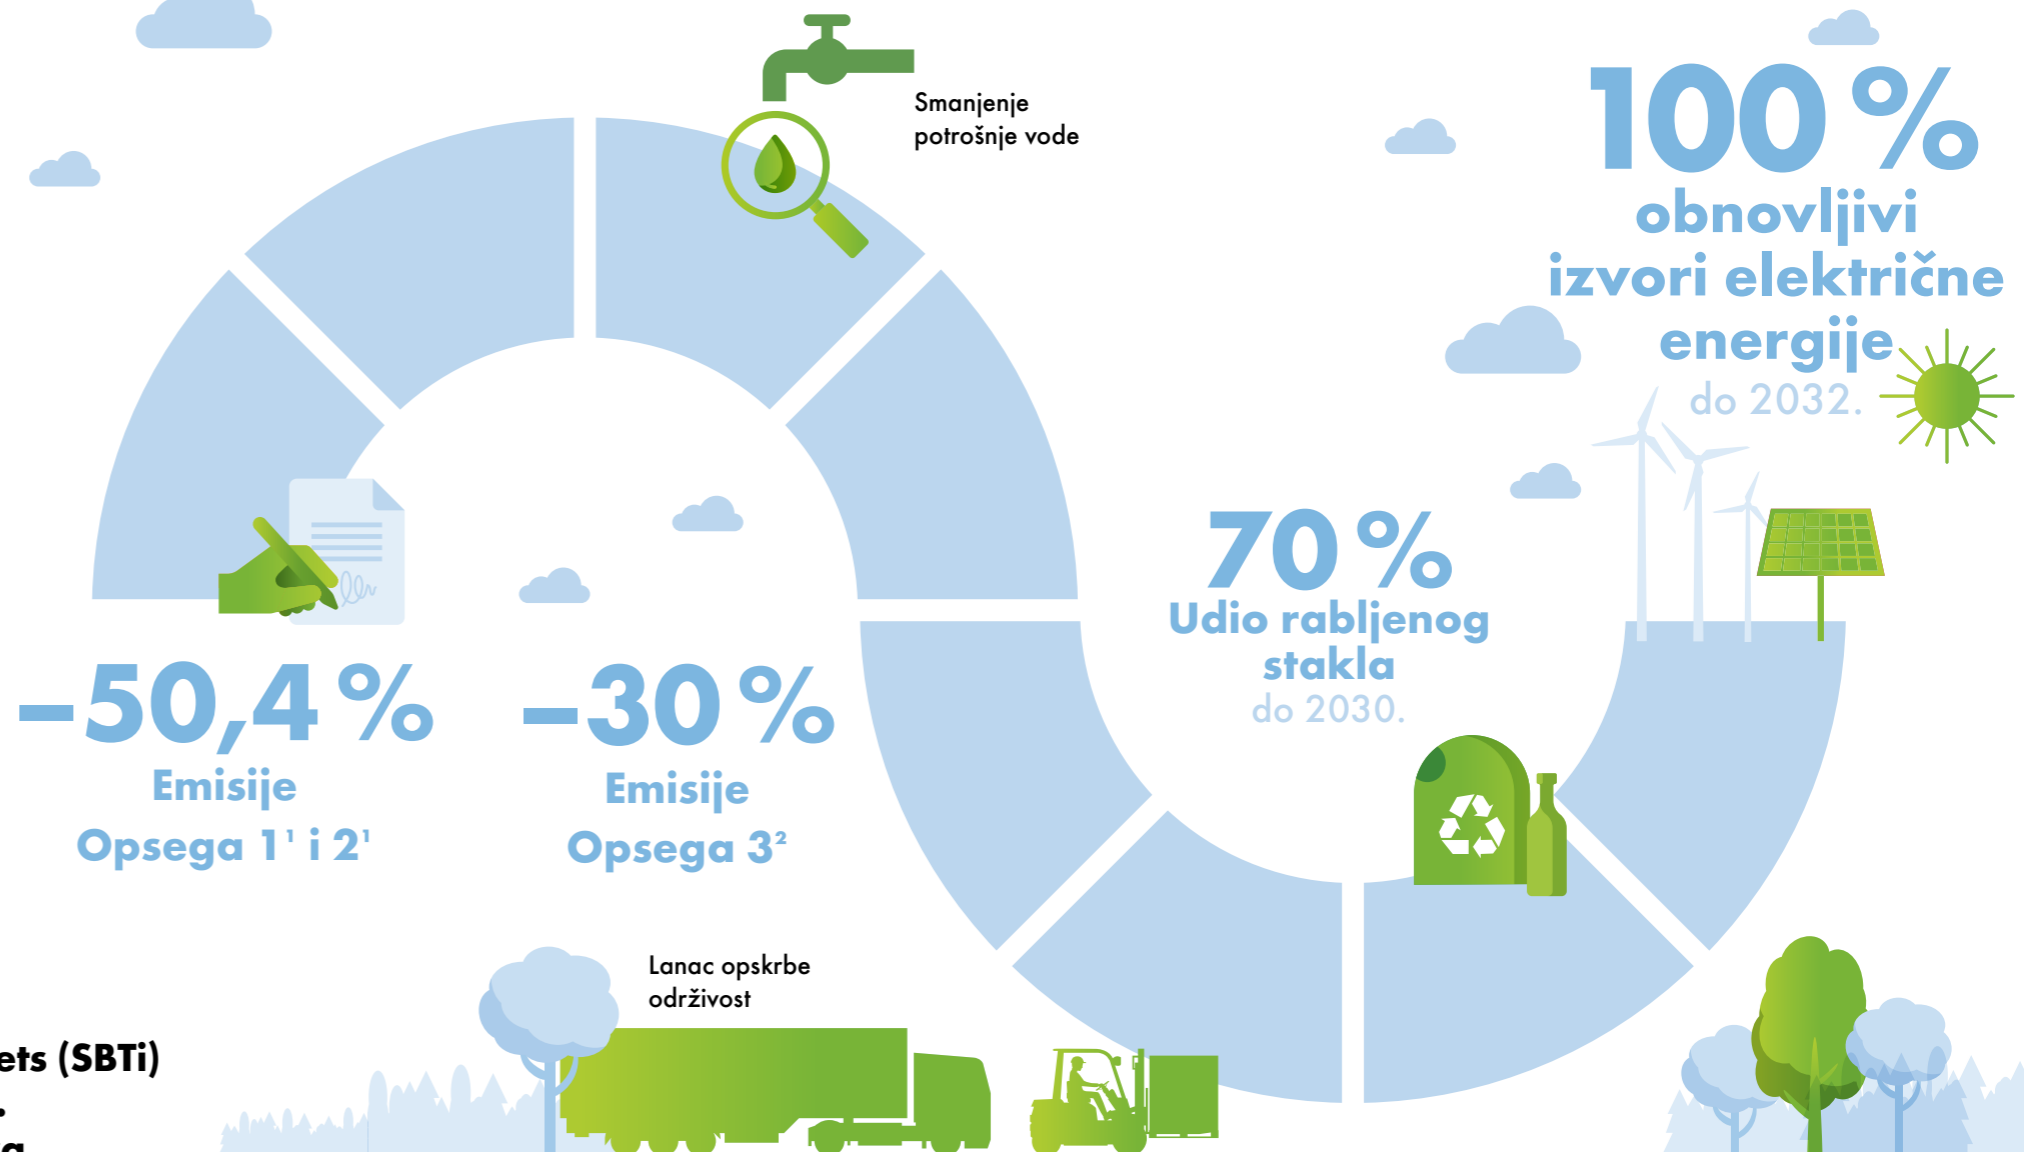 Smanjenje
potrošnje vode
100 %
obnovljivi
izvori električne
energije
do 2032.
70 %
Udio rabljenog
stakla
do 2030.
–50,4 %
Emisije
Opsega 1¹ i 2¹
–30 %
Emisije
Opsega 3²
Lanac opskrbe
održivost
(SBTi)